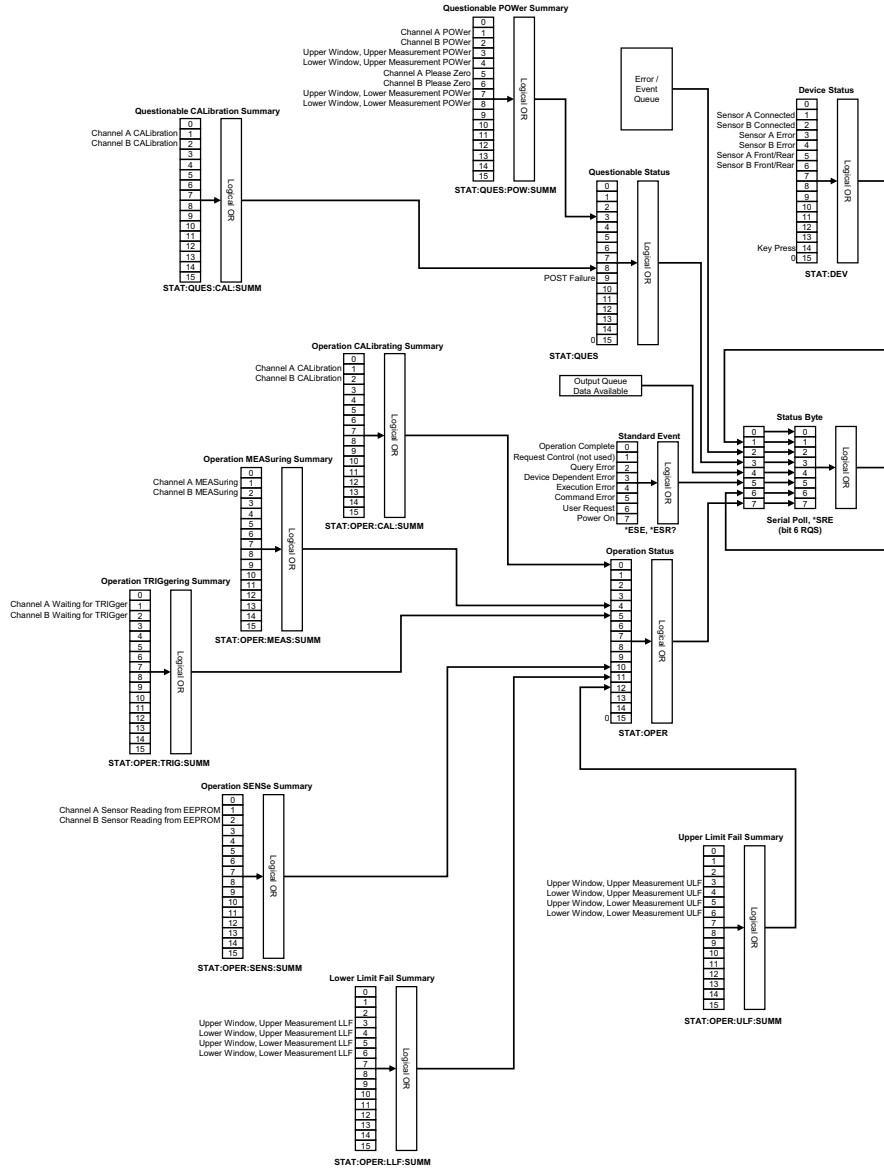 Questionable POWer Summary
Channel A POWer
Channel B POWer
Upper Window, Upper Measurement POWer
Lower Window, Upper Measurement POWer
Channel A Please Zero
Channel B Please Zero
Upper Window, Lower Measurement POWer
Lower Window, Lower Measurement POWer
0
1
2
3
4
5
6
7
8
9
10
11
12
13
14
15
Logical OR
STAT:QUES:POW:SUMM
Error /
Event
Queue
Device Status
Sensor A Connected
Sensor B Connected
Sensor A Error
Sensor B Error
Sensor A Front/Rear
Sensor B Front/Rear
Key Press
0
0
1
2
3
4
5
6
7
8
9
10
11
12
13
14
15
Logical OR
STAT:DEV
Questionable CALibration Summary
Channel A CALibration
Channel B CALibration
0
1
2
3
4
5
6
7
8
9
10
11
12
13
14
15
Logical OR
STAT:QUES:CAL:SUMM
Questionable Status
POST Failure
0
0
1
2
3
4
5
6
7
8
9
10
11
12
13
14
15
Logical OR
STAT:QUES
Operation CALibrating Summary
Channel A CALibration
Channel B CALibration
0
1
2
3
4
5
6
7
8
9
10
11
12
13
14
15
Logical OR
STAT:OPER:CAL:SUMM
Output Queue
Data Available
Standard Event
Operation Complete
Request Control (not used)
Query Error
Device Dependent Error
Execution Error
Command Error
User Request
Power On
0
1
2
3
4
5
6
7
Logical OR
*ESE, *ESR?
Status Byte
0 0
1 1
2 2
3 3
4 4
5 5
6 6
7 7
Logical OR
Serial Poll, *SRE
(bit 6 RQS)
Operation MEASuring Summary
Channel A MEASuring
Channel B MEASuring
0
1
2
3
4
5
6
7
8
9
10
11
12
13
14
15
Logical OR
STAT:OPER:MEAS:SUMM
Operation Status
0
0
1
2
3
4
5
6
7
8
9
10
11
12
13
14
15
Logical OR
STAT:OPER
Operation TRIGgering Summary
Channel A Waiting for TRIGger
Channel B Waiting for TRIGger
0
1
2
3
4
5
6
7
8
9
10
11
12
13
14
15
Logical OR
STAT:OPER:TRIG:SUMM
Operation SENSe Summary
Channel A Sensor Reading from EEPROM
Channel B Sensor Reading from EEPROM
0
1
2
3
4
5
6
7
8
9
10
11
12
13
14
15
Logical OR
STAT:OPER:SENS:SUMM
Upper Limit Fail Summary
Upper Window, Upper Measurement ULF
Lower Window, Upper Measurement ULF
Upper Window, Lower Measurement ULF
Lower Window, Lower Measurement ULF
0
1
2
3
4
5
6
7
8
9
10
11
12
13
14
15
Logical OR
STAT:OPER:ULF:SUMM
Lower Limit Fail Summary
Upper Window, Upper Measurement LLF
Lower Window, Upper Measurement LLF
Upper Window, Lower Measurement LLF
Lower Window, Lower Measurement LLF
0
1
2
3
4
5
6
7
8
9
10
11
12
13
14
15
Logical OR
STAT:OPER:LLF:SUMM